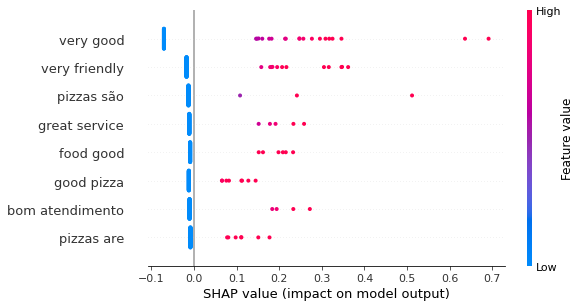 High
very good
very friendly
pizzas são
great service
food good
good pizza
bom atendimento
pizzas are
Feature value
Low
−0.1 0.0 0.1 0.2 0.3 0.4 0.5 0.6 0.7
SHAP value (impact on model output)